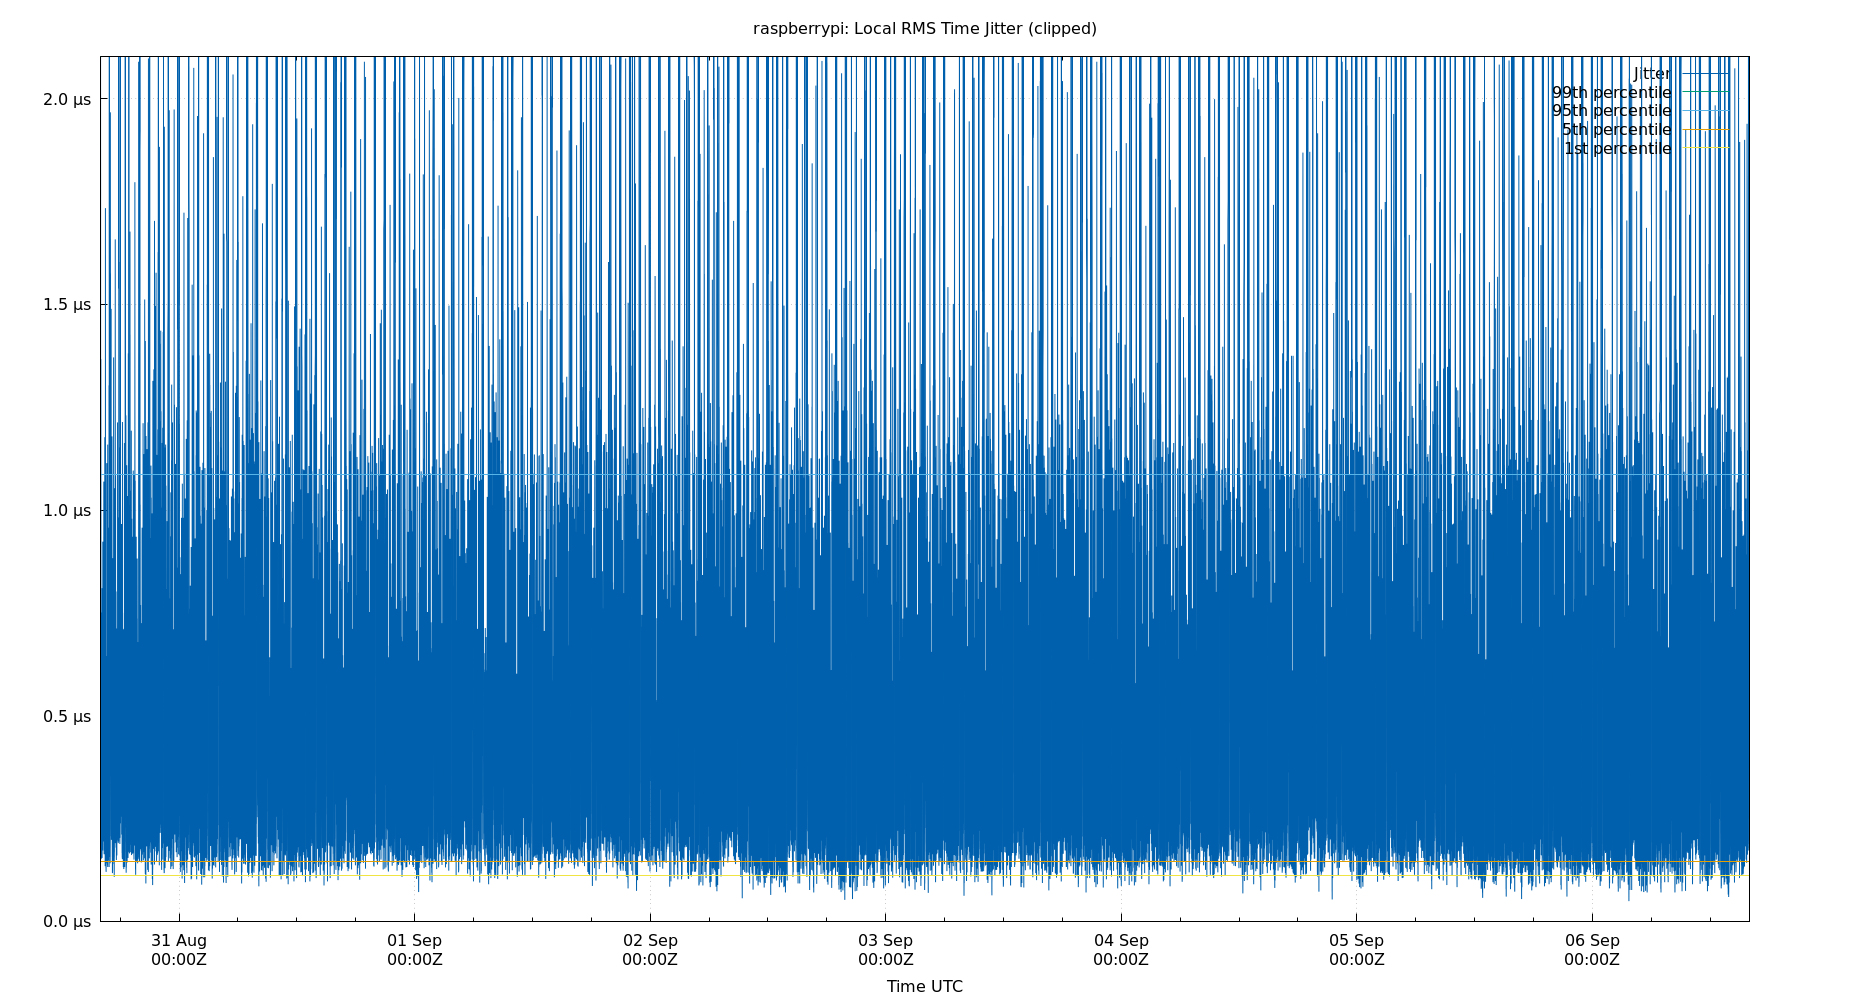 raspberrypi: Local RMS Time Jitter (clipped)
2.0 µs
1.5 µs
1.0 µs
0.5 µs
0.0 µs
Jitter
99th percentile
95th percentile
5th percentile
1st percentile
31 Aug 01 Sep 02 Sep 03 Sep 04 Sep 05 Sep 06 Sep
00:00Z 00:00Z 00:00Z 00:00Z 00:00Z 00:00Z 00:00Z
Time UTC